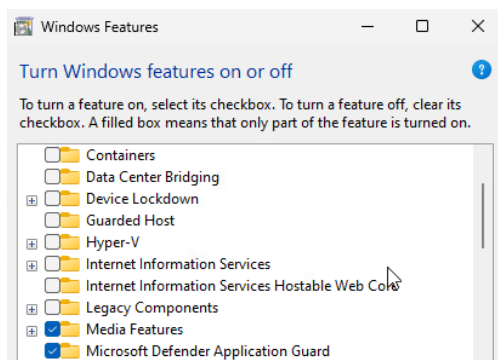 Windows Features
Turn Windows features on or off
To turn a feature on, select its checkbox. To turn a feature off, clear its
checkbox. A filled box means that only part of the feature is turned on.
Containers
Data Center Bridging
Device Lockdown
Guarded Host
Hyper-V
Internet Information Services
Internet Information Services Hostable Web Core
Legacy Components
Media Features
Microsoft Defender Application Guard